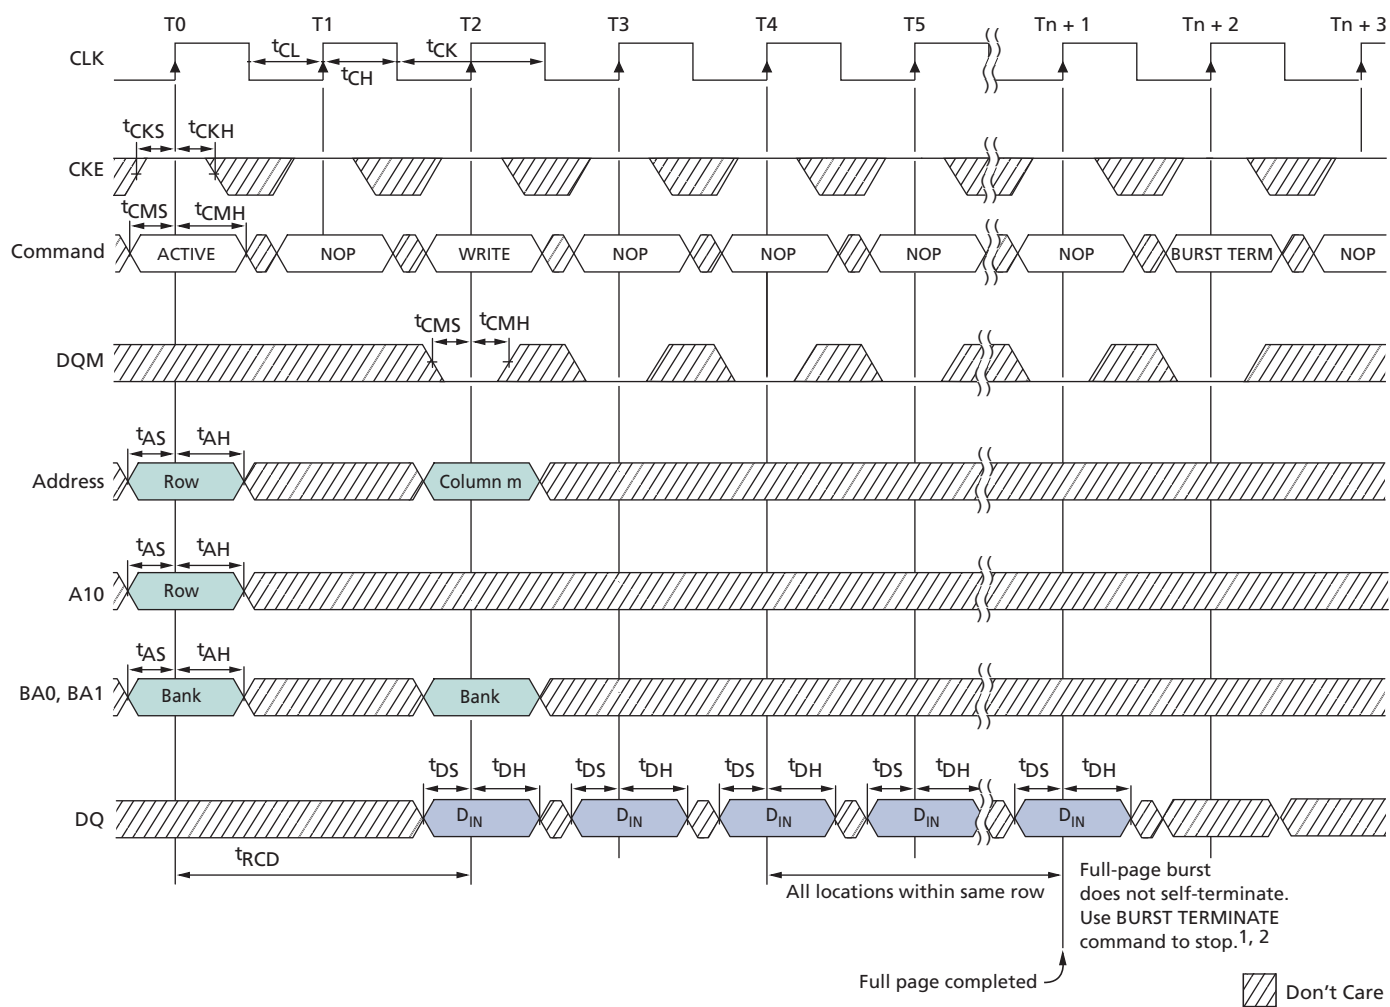 T0 T1 T2 T3 T4 T5 Tn + 1 Tn + 2 Tn + 3
CLK
tCL tCK
tCH
tCKS tCKH
CKE
tCMS tCMH
Command ACTIVE NOP WRITE NOP NOP NOP NOP BURST TERM NOP
tCMS tCMH
DQM
tAS tAH
Address Row Column m
tAS tAH
A10 Row
tAS tAH
BA0, BA1 Bank Bank
tDS tDH tDS tDH tDS tDH tDS tDH tDS tDH
DQ DIN DIN DIN DIN DIN
tRCD
All locations within same row
Full-page burst
does not self-terminate.
Use BURST TERMINATE
command to stop.1, 2
Full page completed
Don't Care